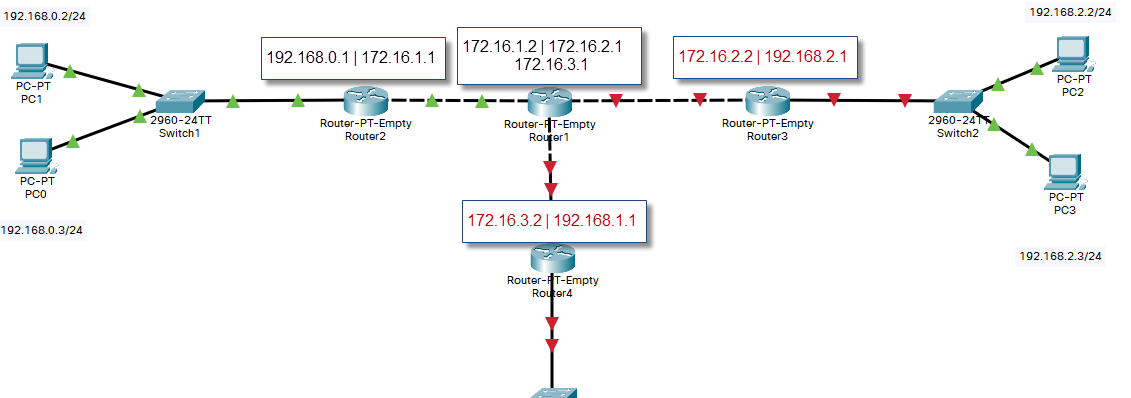 192.168.0.2/24
192.168.2.2/24
192.168.0.1 | 172.16.1.1
172.16.1.2 | 172.16.2.1
172.16.3.1
172.16.2.2 | 192.168.2.1
PC-PT
PC1
2960-24TT
Switch1
Router-PT-Empty
Router2
Router-PT-Empty
Router1
Router-PT-Empty
Router3
2960-24TT
Switch2
PC-PT
PC2
PC-PT
PC0
PC-PT
PC3
172.16.3.2 | 192.168.1.1
192.168.0.3/24
192.168.2.3/24
Router-PT-Empty
Router4